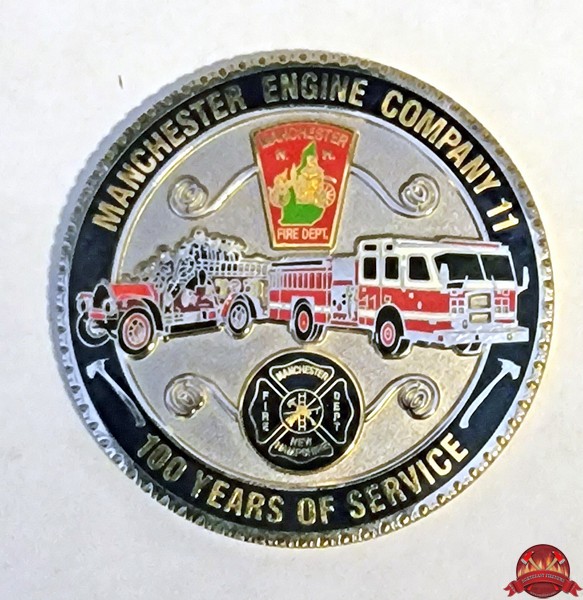 MANCHESTER ENGINE COMPANY 11
MANCHESTER
N. H.
FIRE DEPT.
11
MANCHESTER
FIRE DEPT
NEW
HAMPSHIRE
100 YEARS OF SERVICE